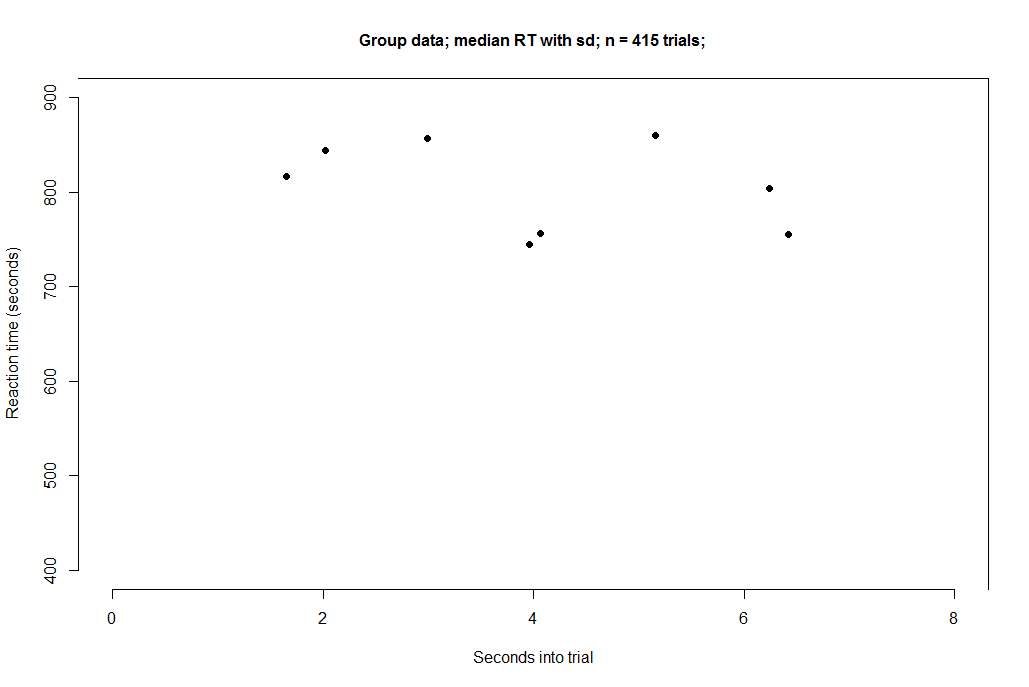 Group data; median RT with sd; n = 415 trials;
Reaction time (seconds)
900
800
700
600
500
400
0 2 4 6 8
Seconds into trial